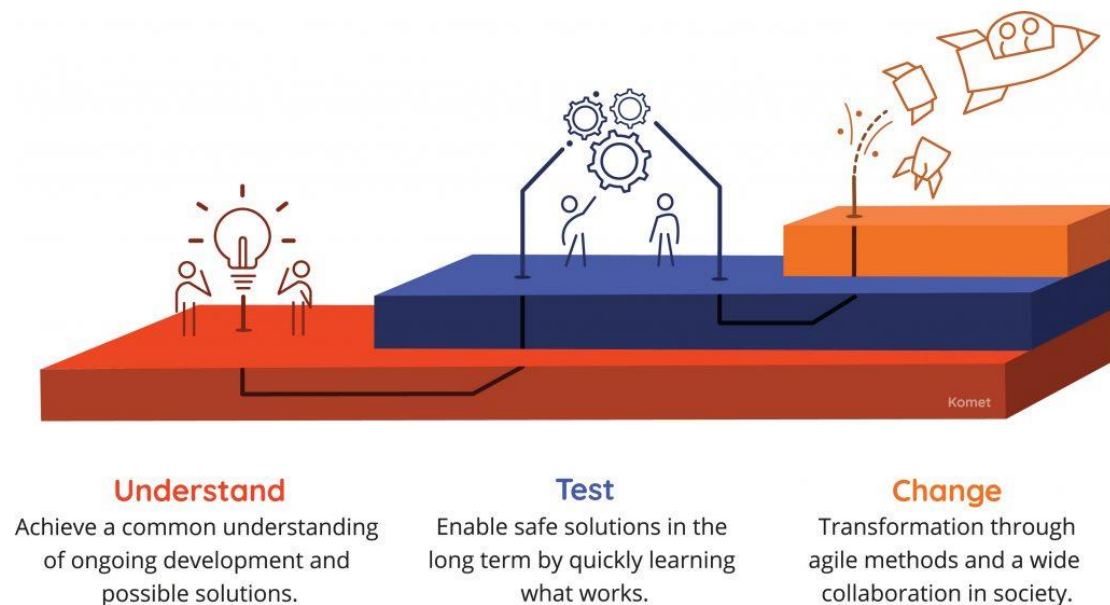 Komet
Understand
Achieve a common understanding
of ongoing development and
possible solutions.
Test
Enable safe solutions in the
long term by quickly learning
what works.
Change
Transformation through
agile methods and a wide
collaboration in society.